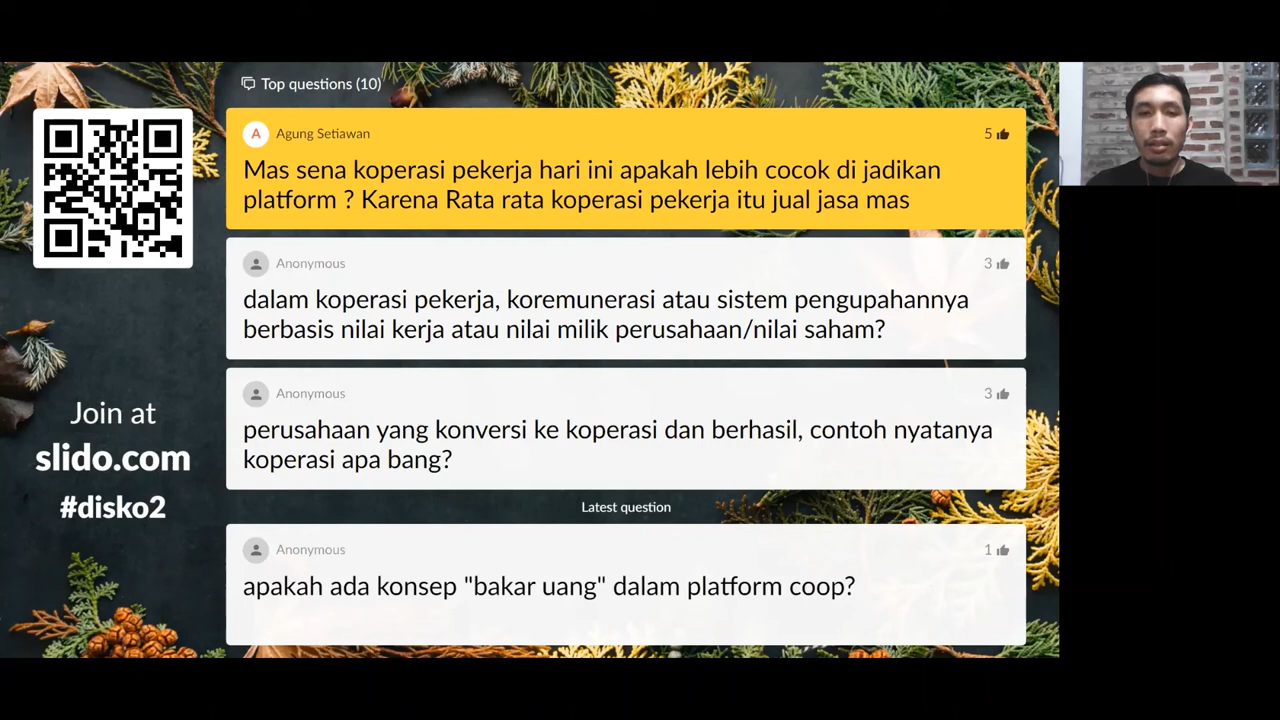 Top questions (10)
A
Agung Setiawan
5
Mas sena koperasi pekerja hari ini apakah lebih cocok di jadikan
platform ? Karena Rata rata koperasi pekerja itu jual jasa mas
Anonymous
3
dalam koperasi pekerja, koremunerasi atau sistem pengupahannya
berbasis nilai kerja atau nilai milik perusahaan/nilai saham?
Anonymous
3
perusahaan yang konversi ke koperasi dan berhasil, contoh nyatanya
koperasi apa bang?
Latest question
Anonymous
1
apakah ada konsep "bakar uang" dalam platform coop?
Join at
slido.com
#disko2